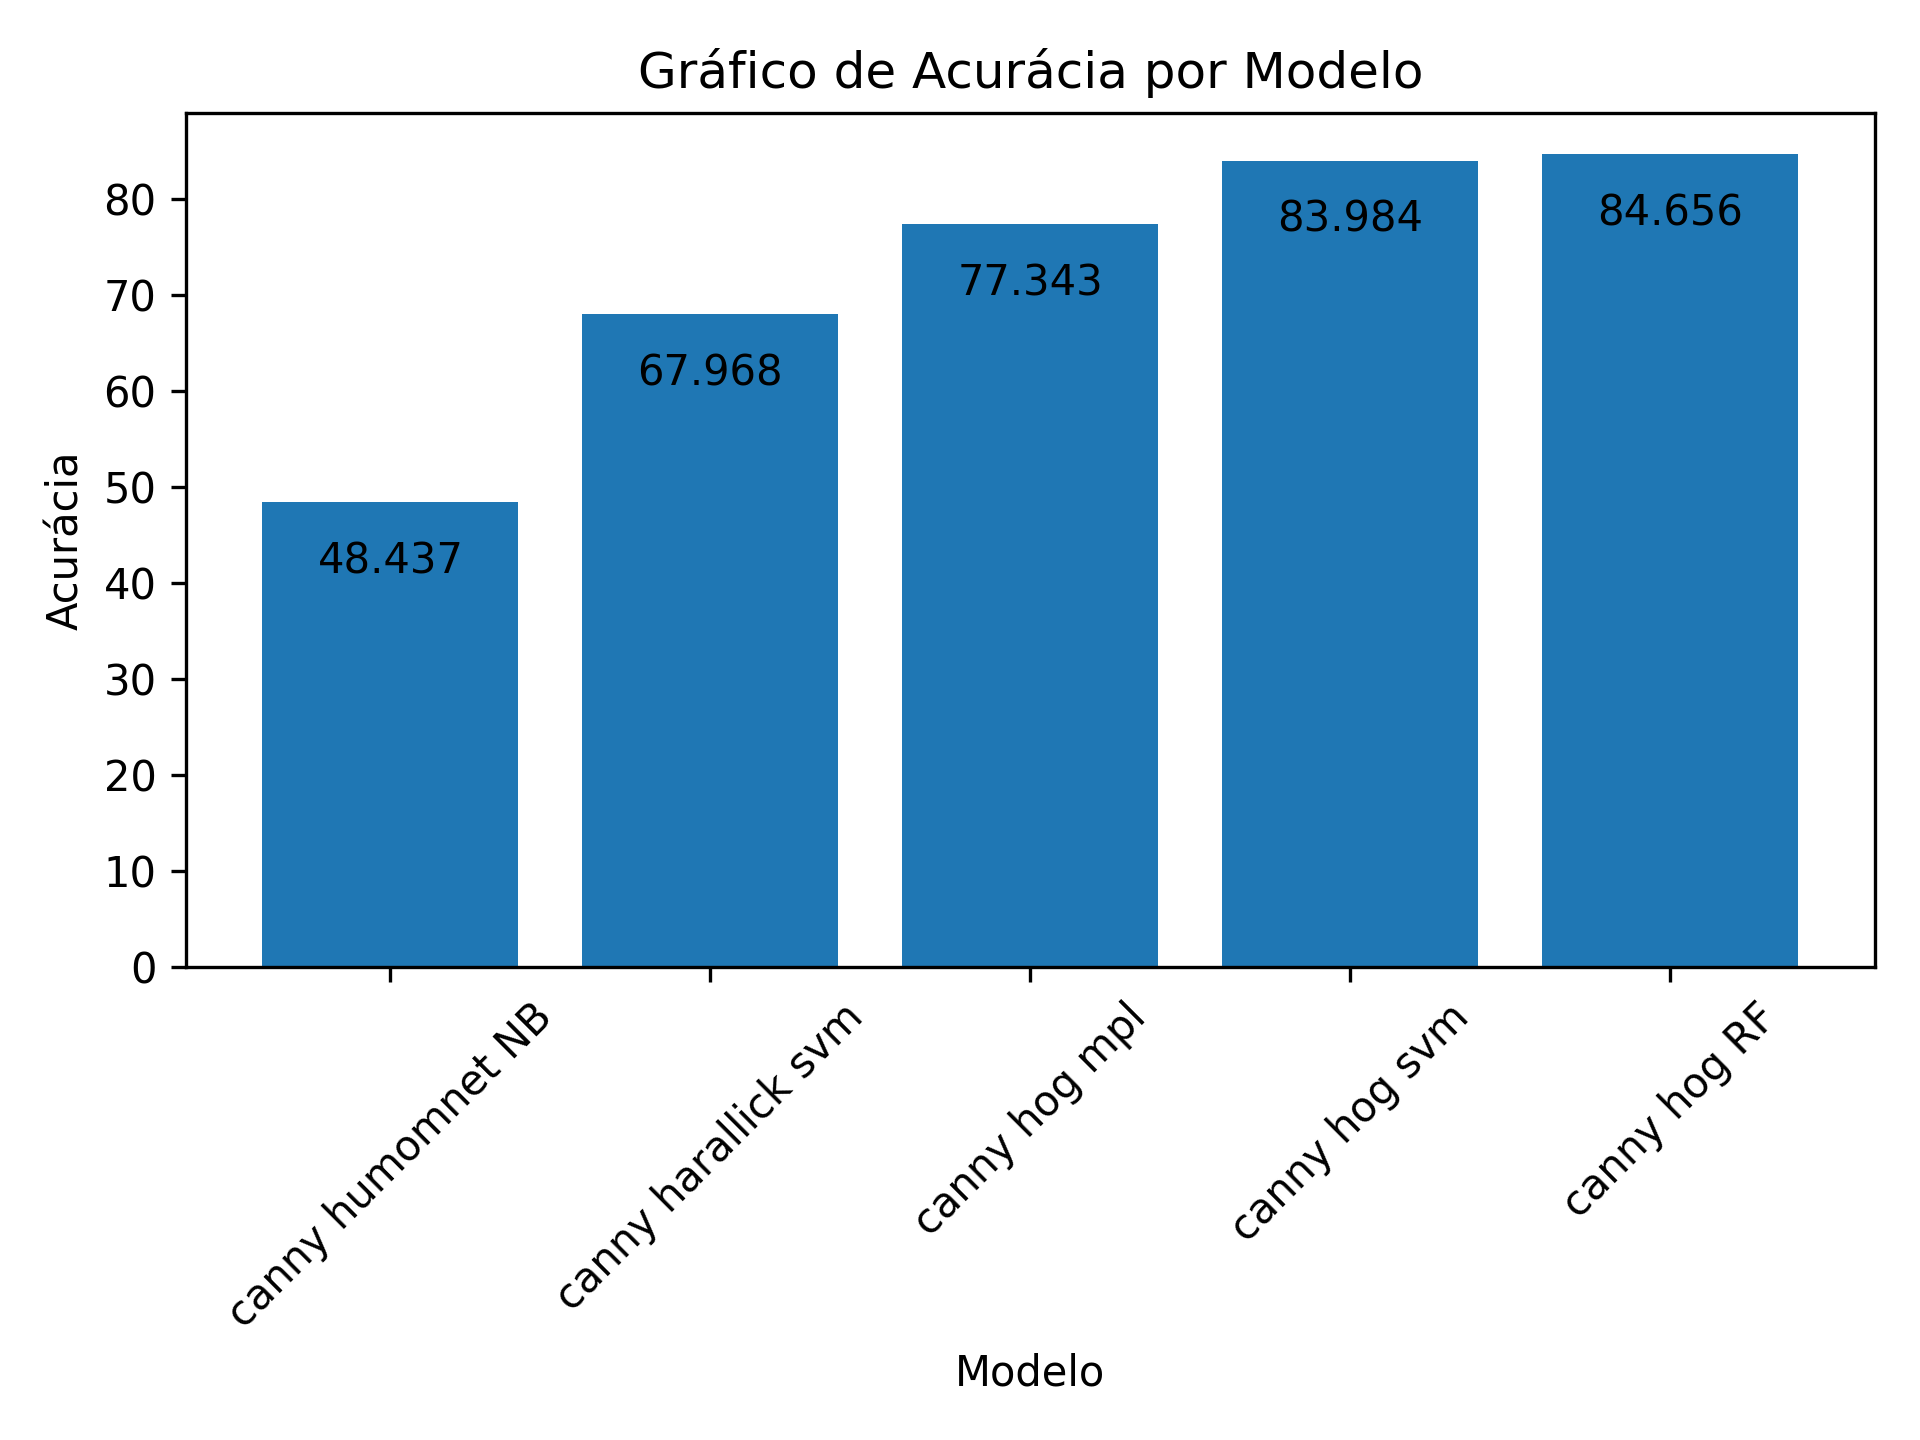 Gráfico de Acurácia por Modelo
Acurácia
80
70
60
50
40
30
20
10
0
48.437
67.968
77.343
83.984
84.656
canny humomnet NB
canny harallick svm
canny hog mpl
canny hog svm
canny hog RF
Modelo